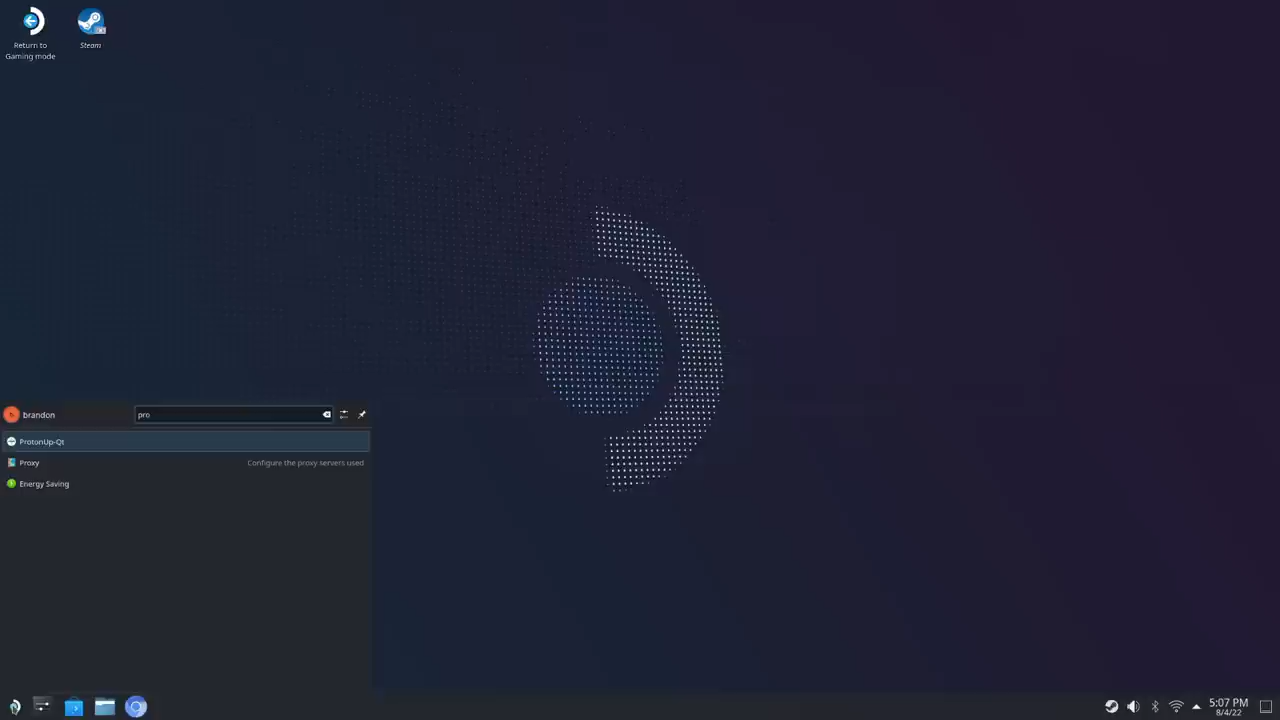 Return to
Gaming mode
Steam
brandon
pro
ProtonUp-Qt
Proxy
Configure the proxy servers used
Energy Saving
5:07 PM
8/4/22